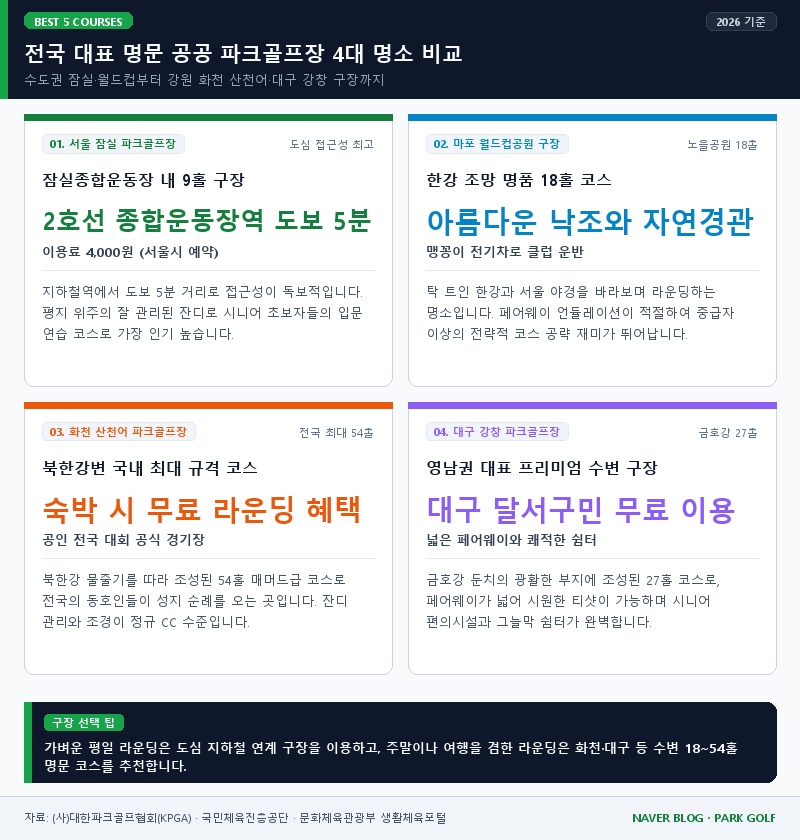 BEST 5 COURSES
2026 기준
전국 대표 명문 공공 파크골프장 4대 명소 비교
수도권 잠실·월드컵부터 강원 화천 산천어·대구 강창 구장까지
01. 서울 잠실 파크골프장
도심 접근성 최고
잠실종합운동장 내 9홀 구장
2호선 종합운동장역 도보 5분
이용료 4,000원 (서울시 예약)
지하철역에서 도보 5분 거리로 접근성이 독보적입니다.
평지 위주의 잘 관리된 잔디로 시니어 초보자들의 입문
연습 코스로 가장 인기 높습니다.
02. 마포 월드컵공원 구장
노을공원 18홀
한강 조망 명품 18홀 코스
아름다운 낙조와 자연경관
맹꽁이 전기차로 클럽 운반
탁 트인 한강과 서울 야경을 바라보며 라운딩하는
명소입니다. 페어웨이 언듈레이션이 적절하여 중급자
이상의 전략적 코스 공략 재미가 뛰어납니다.
03. 화천 산천어 파크골프장
전국 최대 54홀
북한강변 국내 최대 규격 코스
숙박 시 무료 라운딩 혜택
공인 전국 대회 공식 경기장
북한강 물줄기를 따라 조성된 54홀 매머드급 코스로
전국의 동호인들이 성지 순례를 오는 곳입니다. 잔디
관리와 조경이 정규 CC 수준입니다.
04. 대구 강창 파크골프장
금호강 27홀
영남권 대표 프리미엄 수변 구장
대구 달서구민 무료 이용
넓은 페어웨이와 쾌적한 쉼터
금호강 둔치의 광활한 부지에 조성된 27홀 코스로,
페어웨이가 넓어 시원한 티샷이 가능하며 시니어
편의시설과 그늘막 쉼터가 완벽합니다.
구장 선택 팁
가벼운 평일 라운딩은 도심 지하철 연계 구장을 이용하고, 주말이나 여행을 겸한 라운딩은 화천·대구 등 수변 18~54홀
명문 코스를 추천합니다.
자료: (사)대한파크골프협회(KPGA) · 국민체육진흥공단 · 문화체육관광부 생활체육포털
NAVER BLOG · PARK GOLF